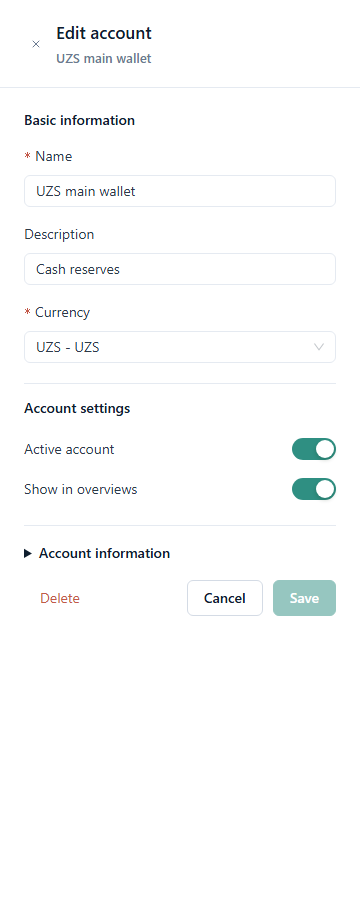 Edit account
UZS main wallet
Basic information
* Name
UZS main wallet
Description
Cash reserves
* Currency
UZS - UZS
Account settings
Active account
Show in overviews
Account information
Delete
Cancel
Save